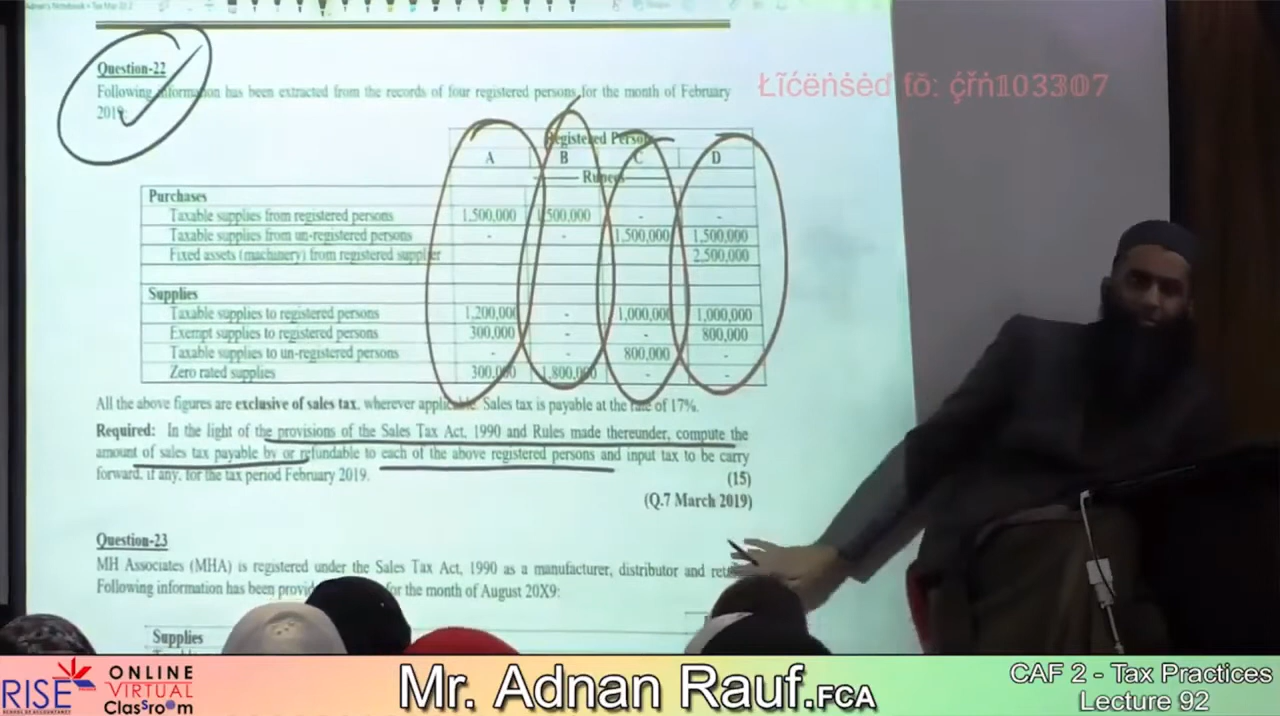 Adnan's Notebook
Question-22
Following information has been extracted from the records of four registered persons for the month of February
2019:
Łĩćëṅṡėď fō: ćřṁ103307
Registered Persons
A B C D
Rupees
Purchases
Taxable supplies from registered persons 1,500,000 1,500,000 - -
Taxable supplies from un-registered persons - - 1,500,000 1,500,000
Fixed assets (machinery) from registered supplier 2,500,000
Supplies
Taxable supplies to registered persons 1,200,000 - 1,000,000 1,000,000
Exempt supplies to registered persons 300,000 - - 800,000
Taxable supplies to un-registered persons - - 800,000 -
Zero rated supplies 300,000 1,800,000 - -
All the above figures are exclusive of sales tax, wherever applicable. Sales tax is payable at the rate of 17%.
Required: In the light of the provisions of the Sales Tax Act, 1990 and Rules made thereunder, compute the
amount of sales tax payable by or refundable to each of the above registered persons and input tax to be carry
forward, if any, for the tax period February 2019. (15)
(Q.7 March 2019)
Question-23
MH Associates (MHA) is registered under the Sales Tax Act, 1990 as a manufacturer, distributor and
Following information has been for the month of August 20X9:
Supplies
RISE ONLINE VIRTUAL Classroom
Mr. Adnan Rauf.FCA
CAF 2 - Tax Practices
Lecture 92